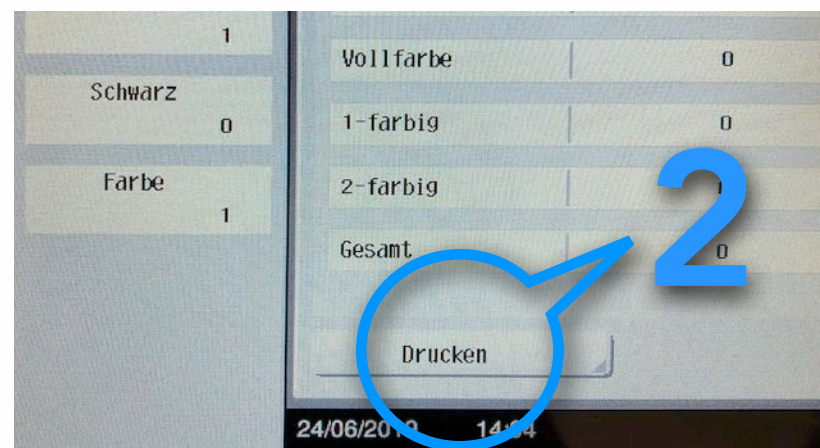 1
Schwarz
0
Farbe
1
Vollfarbe 0
1-farbig 0
2-farbig
Gesamt 0
2
Drucken